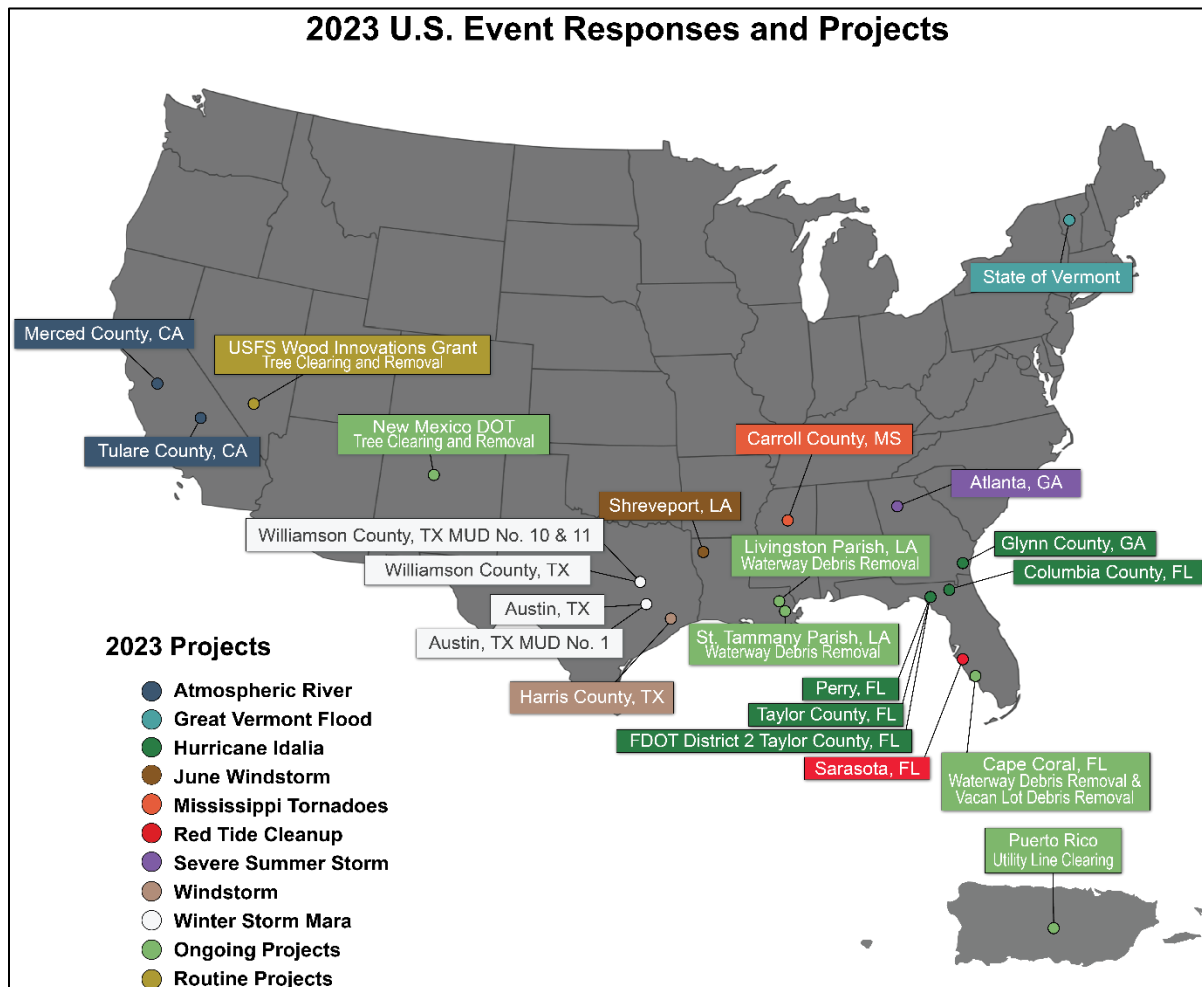 2023 U.S. Event Responses and Projects
State of Vermont
Merced County, CA
USFS Wood Innovations Grant
Tree Clearing and Removal
Tulare County, CA
New Mexico DOT
Tree Clearing and Removal
Carroll County, MS
Atlanta, GA
Shreveport, LA
Williamson County, TX MUD No. 10 & 11
Williamson County, TX
Austin, TX
Austin, TX MUD No. 1
Harris County, TX
Livingston Parish, LA
Waterway Debris Removal
St. Tammany Parish, LA
Waterway Debris Removal
Glynn County, GA
Columbia County, FL
Perry, FL
Taylor County, FL
FDOT District 2 Taylor County, FL
Sarasota, FL
Cape Coral, FL
Waterway Debris Removal &
Vacan Lot Debris Removal
Puerto Rico
Utility Line Clearing
2023 Projects
Atmospheric River
Great Vermont Flood
Hurricane Idalia
June Windstorm
Mississippi Tornadoes
Red Tide Cleanup
Severe Summer Storm
Windstorm
Winter Storm Mara
Ongoing Projects
Routine Projects